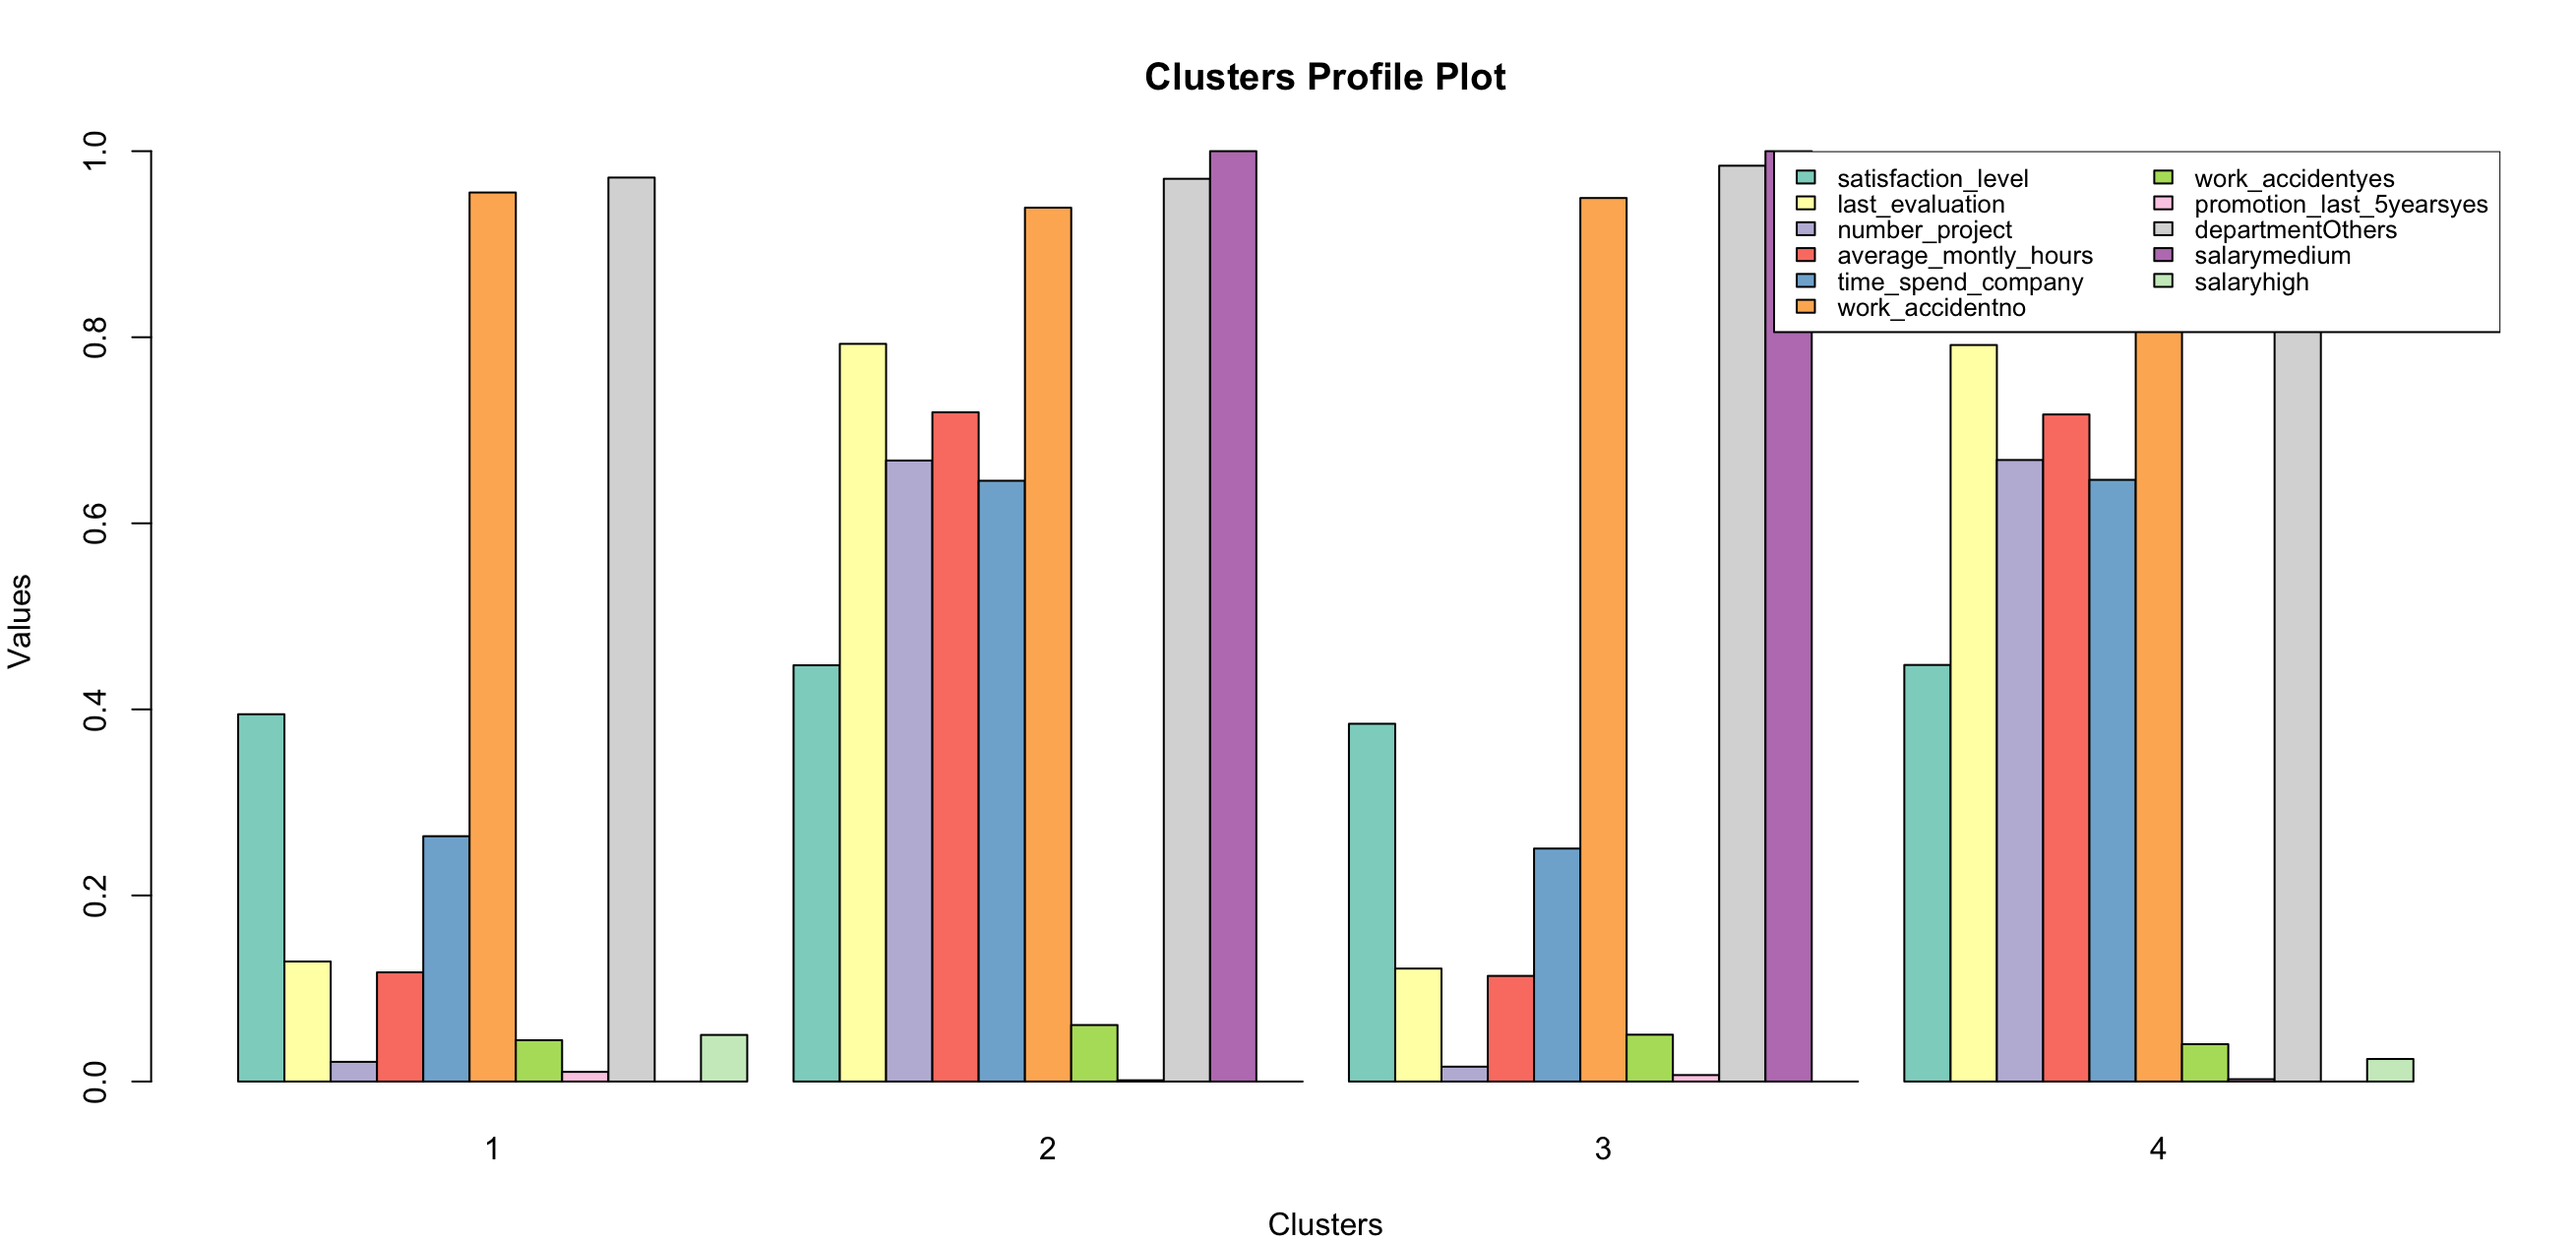 Clusters Profile Plot
1.0
0.8
0.6
0.4
0.2
0.0
Values
satisfaction_level
last_evaluation
number_project
average_montly_hours
time_spend_company
work_accidentno
work_accidentyes
promotion_last_5yearsyes
departmentOthers
salarymedium
salaryhigh
1 2 3 4
Clusters